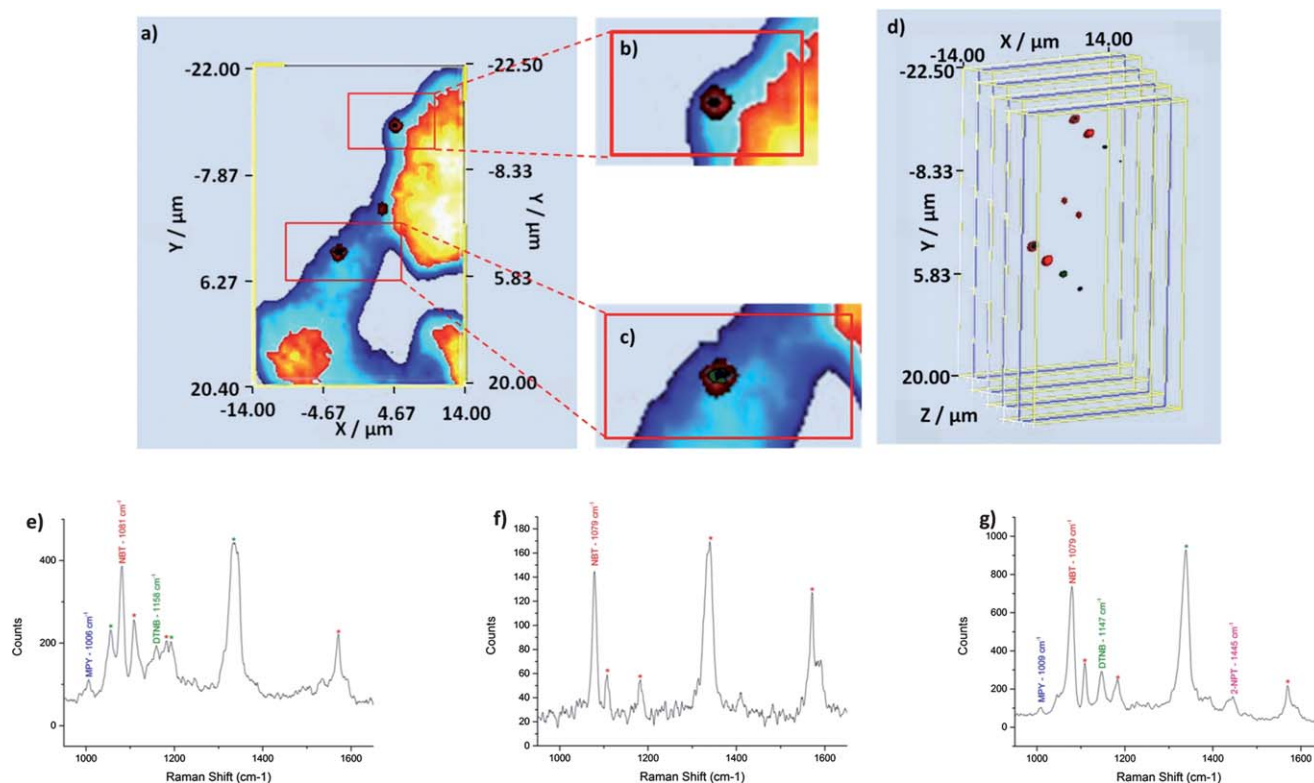 a)
-22.00
-7.87
6.27
20.40
Y / µm
-14.00
-4.67
4.67
14.00
X / µm
-22.50
-8.33
5.83
20.00
Y / µm
b)
c)
d)
X / µm
-14.00
14.00
-22.50
-8.33
5.83
20.00
Y / µm
Z / µm
e)
400
200
0
Counts
MPY - 1006 cm-1
*
NBT - 1081 cm-1
*
DTNB - 1158 cm-1
*
*
*
*
1000
1200
1400
1600
Raman Shift (cm-1)
f)
180
160
140
120
100
80
60
40
20
0
Counts
NBT - 1079 cm-1
*
*
*
*
1000
1200
1400
1600
Raman Shift (cm-1)
g)
1000
800
600
400
200
0
Counts
MPY - 1009 cm-1
NBT - 1079 cm-1
*
DTNB - 1147 cm-1
*
*
2-NPT - 1445 cm-1
*
1000
1200
1400
1600
Raman Shift (cm-1)